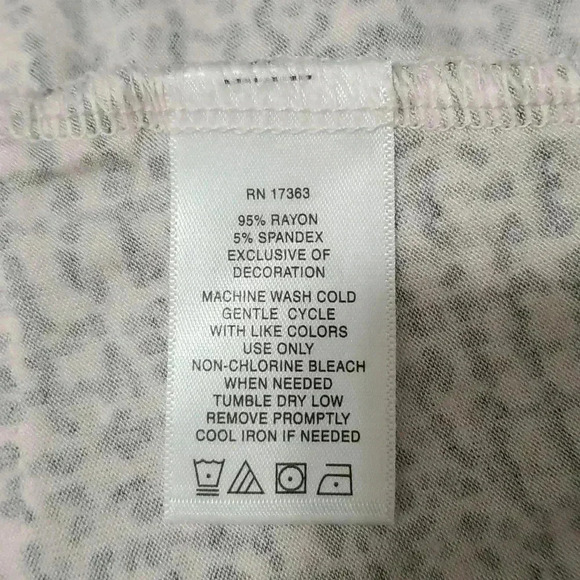 RN 17363
95% RAYON
5% SPANDEX
EXCLUSIVE OF
DECORATION
MACHINE WASH COLD
GENTLE CYCLE
WITH LIKE COLORS
USE ONLY
NON-CHLORINE BLEACH
WHEN NEEDED
TUMBLE DRY LOW
REMOVE PROMPTLY
COOL IRON IF NEEDED